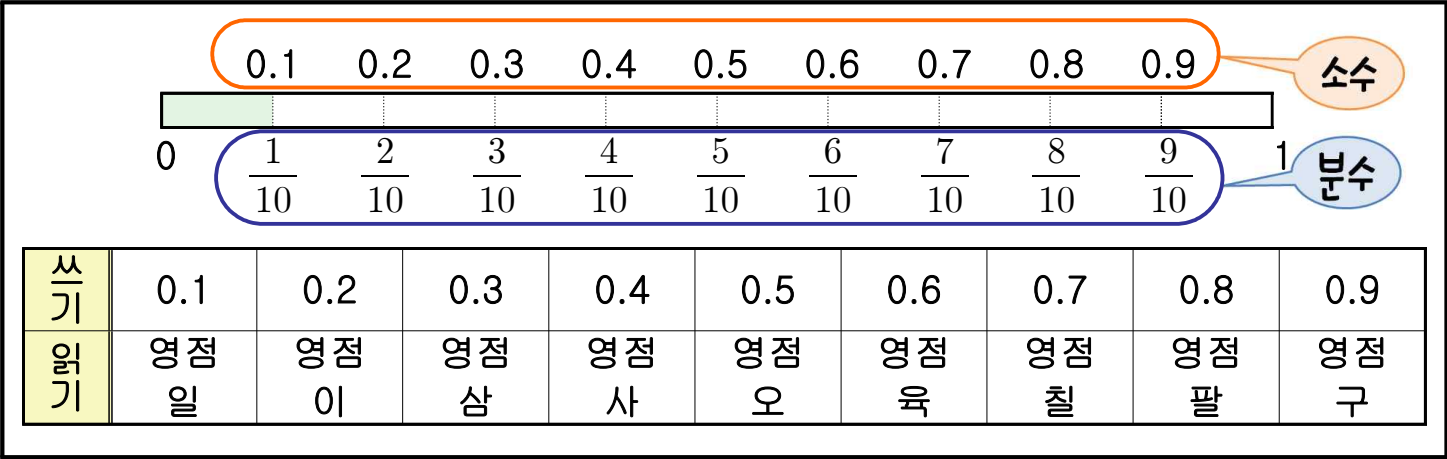 0.1 0.2 0.3 0.4 0.5 0.6 0.7 0.8 0.9 소수
0 1/10 2/10 3/10 4/10 5/10 6/10 7/10 8/10 9/10 1 분수
쓰기 0.1 0.2 0.3 0.4 0.5 0.6 0.7 0.8 0.9
읽기 영점일 영점이 영점삼 영점사 영점오 영점육 영점칠 영점팔 영점구